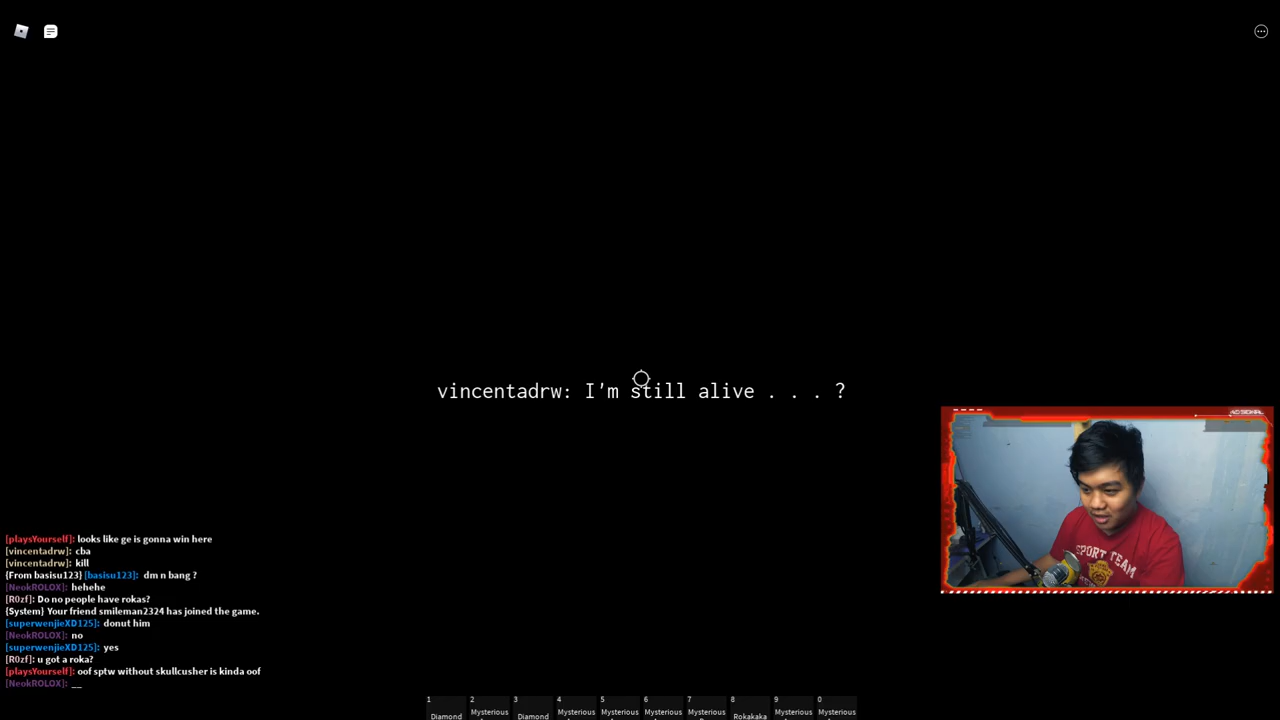 vincentadrw: I'm still alive . . . ?
SPORT TEAM
[playsYourself]: looks like ge is gonna win here
[vincentadrw]: cba
[vincentadrw]: kill
{From basisu123} [basisu123]: dm n bang ?
[NeokROLOX]: hehehe
[R0zf]: Do no people have rokas?
{System} Your friend smileman2324 has joined the game.
[superwenjieXD125]: donut him
[NeokROLOX]: no
[superwenjieXD125]: yes
[R0zf]: u got a roka?
[playsYourself]: oof sptw without skullcusher is kinda oof
[NeokROLOX]: __
1 2 3 4 5 6 7 8 9 0
Diamond Mysterious Diamond Mysterious Mysterious Mysterious Mysterious Rokakaka Mysterious Mysterious